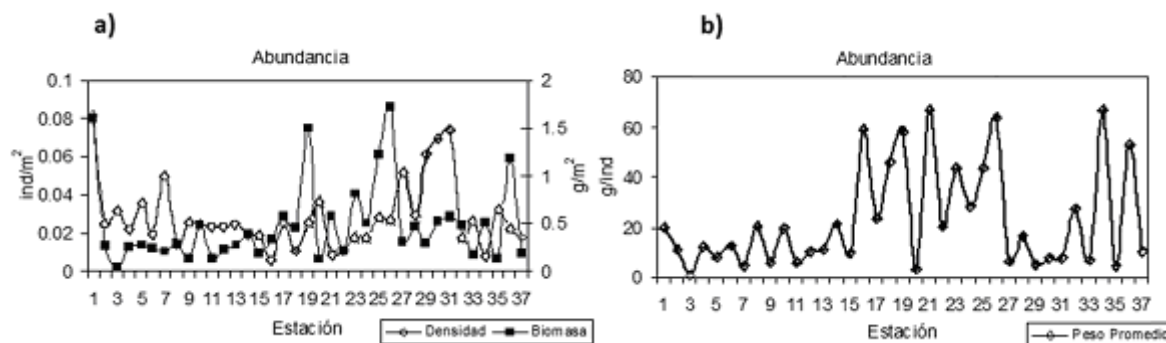 a)
Abundancia
0.1
0.08
0.06
0.04
0.02
0
ind/m²
2
1.5
1
0.5
0
g/m²
1 3 5 7 9 11 13 15 17 19 21 23 25 27 29 31 33 35 37
Estación
Densidad Biomasa
b)
Abundancia
80
60
40
20
0
g/ind
1 3 5 7 9 11 13 15 17 19 21 23 25 27 29 31 33 35 37
Estación
Peso Promedio